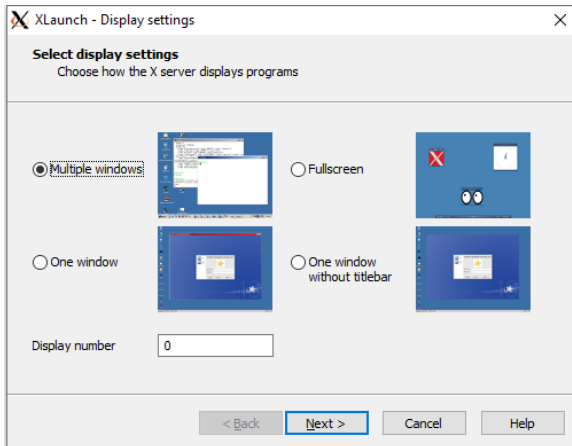 XLaunch - Display settings
Select display settings
Choose how the X server displays programs
Multiple windows
Fullscreen
One window
One window
without titlebar
Display number
0
< Back
Next >
Cancel
Help